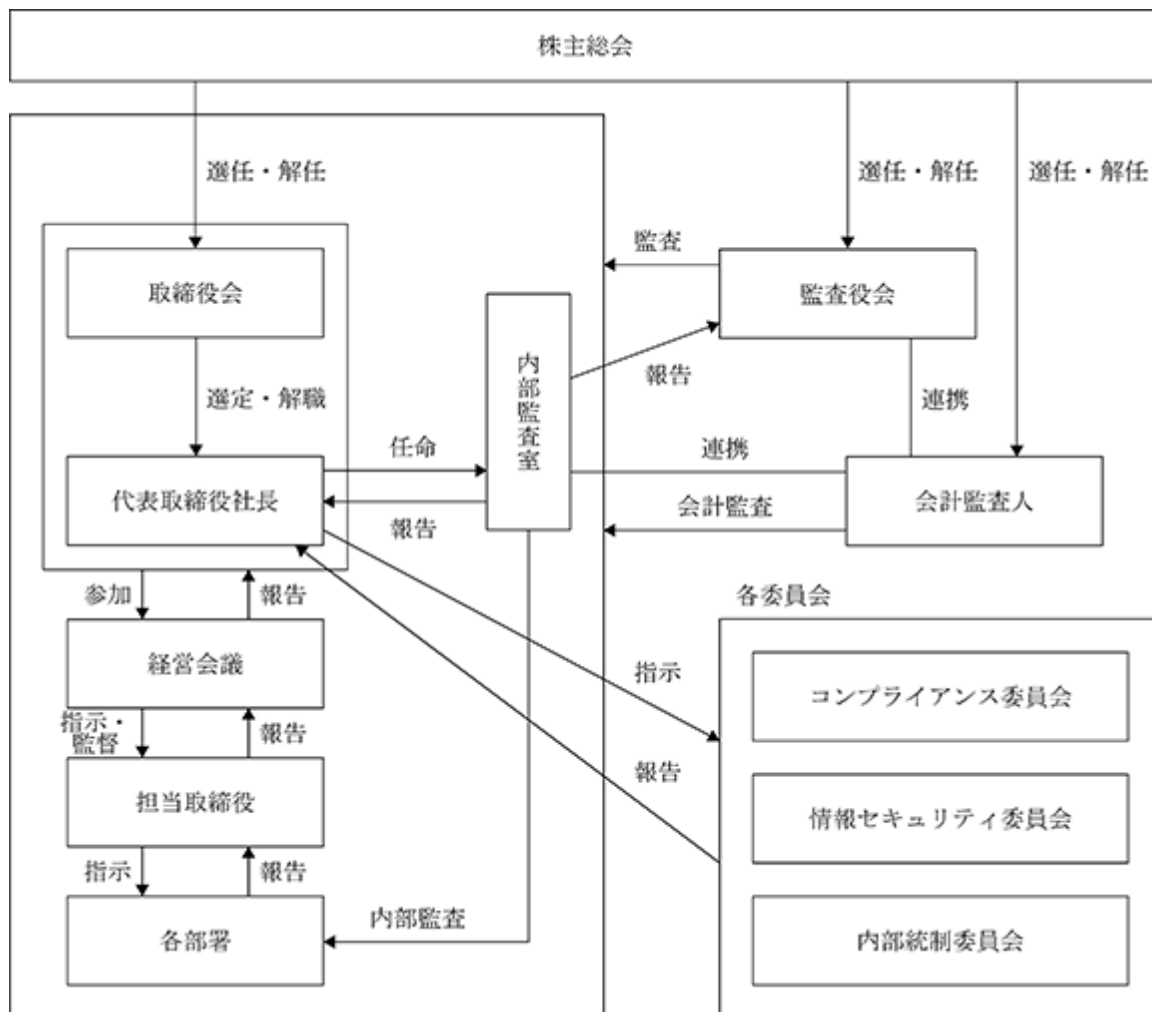 株主総会
選任・解任
選任・解任
選任・解任
取締役会
監査
監査役会
選定・解職
内部監査室
報告
連携
代表取締役社長
任命
報告
連携
会計監査
会計監査人
参加
報告
各委員会
経営会議
指示
コンプライアンス委員会
指示・
監督
報告
担当取締役
報告
情報セキュリティ委員会
指示
報告
各部署
内部監査
内部統制委員会